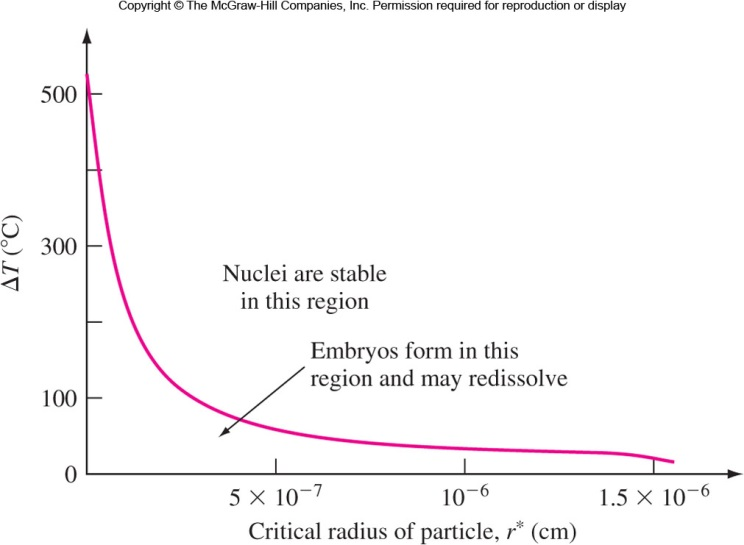 Copyright © The McGraw-Hill Companies, Inc. Permission required for reproduction or display
500
300
100
0
ΔT (°C)
Nuclei are stable
in this region
Embryos form in this
region and may redissolve
5 × 10⁻⁷
10⁻⁶
1.5 × 10⁻⁶
Critical radius of particle, r* (cm)